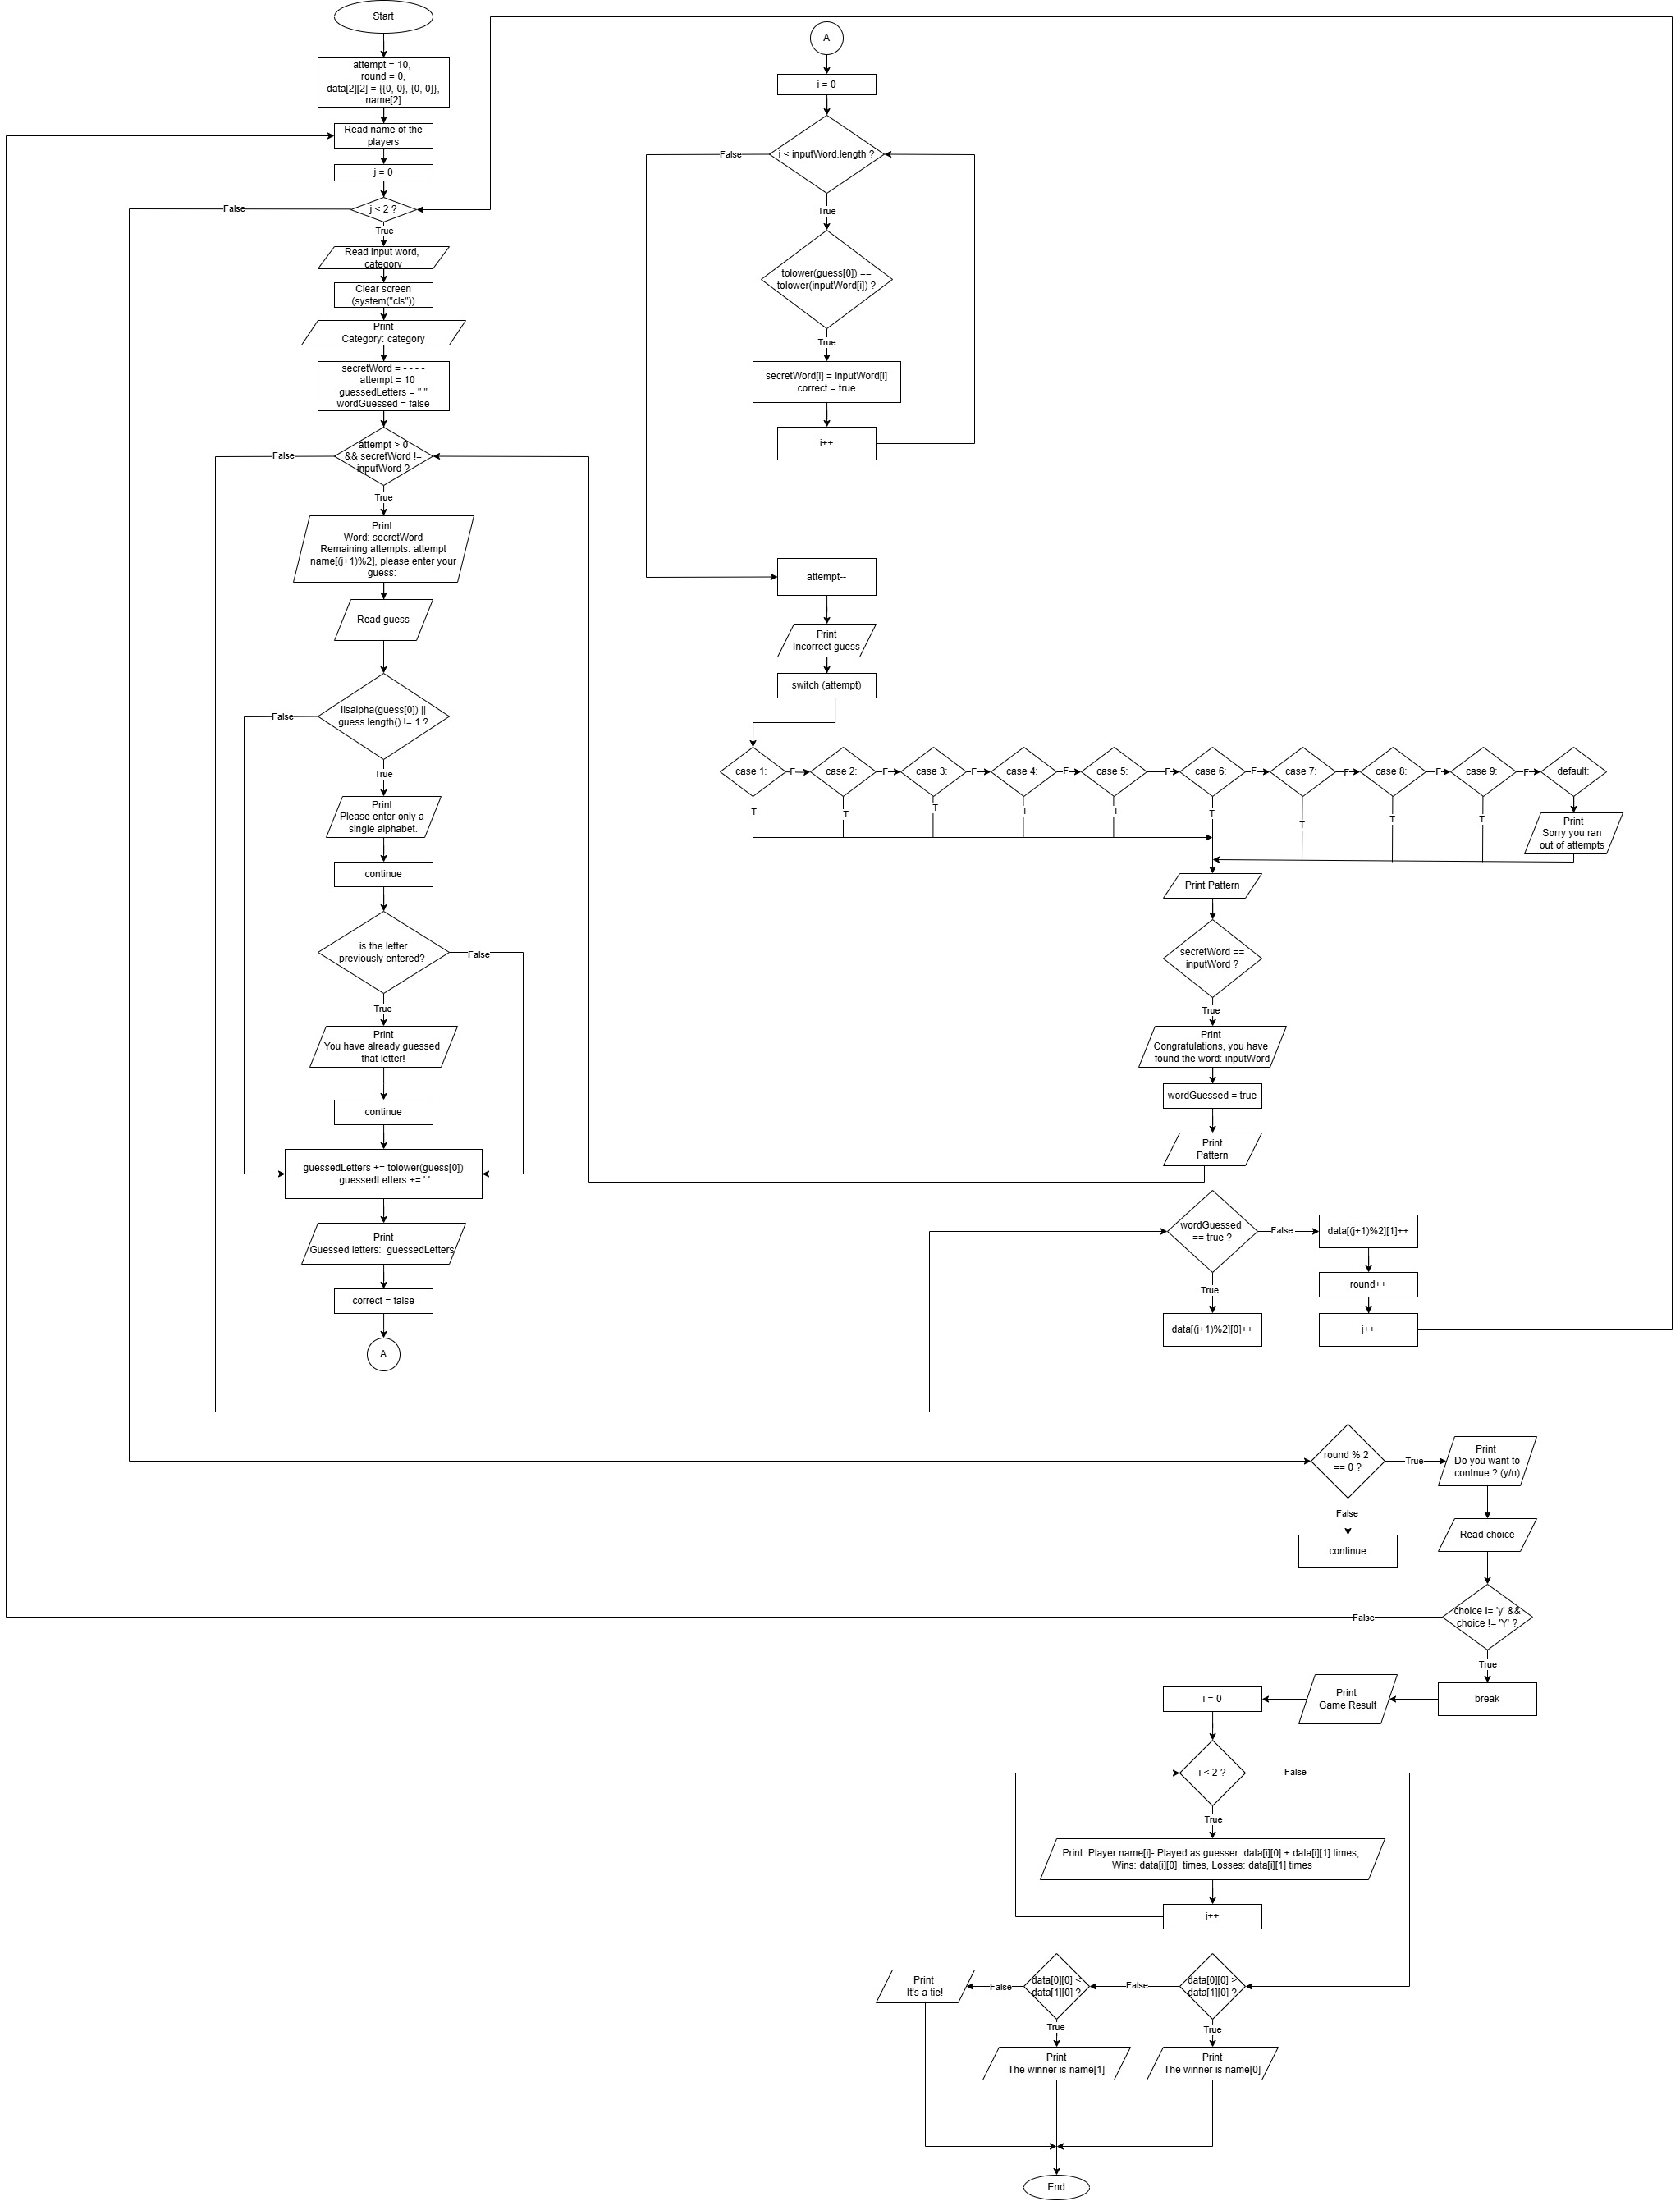 Start
attempt = 10,
round = 0,
data[2][2] = {{0, 0}, {0, 0}},
name[2]
Read name of the
players
j = 0
j < 2 ?
False
True
Read input word,
category
Clear screen
(system("cls"))
Print
Category: category
secretWord = - - - -
attempt = 10
guessedLetters = " "
wordGuessed = false
attempt > 0
&& secretWord !=
inputWord ?
False
True
Print
Word: secretWord
Remaining attempts: attempt
name[(j+1)%2], please enter your
guess:
Read guess
!isalpha(guess[0]) ||
guess.length() != 1 ?
False
True
Print
Please enter only a
single alphabet.
continue
is the letter
previously entered?
False
True
Print
You have already guessed
that letter!
continue
guessedLetters += tolower(guess[0])
guessedLetters += ' '
Print
Guessed letters:  guessedLetters
correct = false
A
A
i = 0
i < inputWord.length ?
False
True
tolower(guess[0]) ==
tolower(inputWord[i]) ?
True
secretWord[i] = inputWord[i]
correct = true
i++
attempt--
Print
Incorrect guess
switch (attempt)
case 1:
F
case 2:
F
case 3:
F
case 4:
F
case 5:
F
case 6:
F
case 7:
F
case 8:
F
case 9:
F
default:
T
T
T
T
T
T
T
T
T
Print
Sorry you ran
out of attempts
Print Pattern
secretWord ==
inputWord ?
True
Print
Congratulations, you have
found the word: inputWord
wordGuessed = true
Print
Pattern
wordGuessed
== true ?
False
True
data[(j+1)%2][1]++
round++
data[(j+1)%2][0]++
j++
round % 2
== 0 ?
True
False
continue
Print
Do you want to
contnue ? (y/n)
Read choice
choice != 'y' &&
choice != 'Y' ?
False
True
break
Print
Game Result
i = 0
i < 2 ?
False
True
Print: Player name[i]- Played as guesser: data[i][0] + data[i][1] times,
Wins: data[i][0]  times, Losses: data[i][1] times
i++
data[0][0] >
data[1][0] ?
False
True
data[0][0] <
data[1][0] ?
False
True
Print
It's a tie!
Print
The winner is name[1]
Print
The winner is name[0]
End